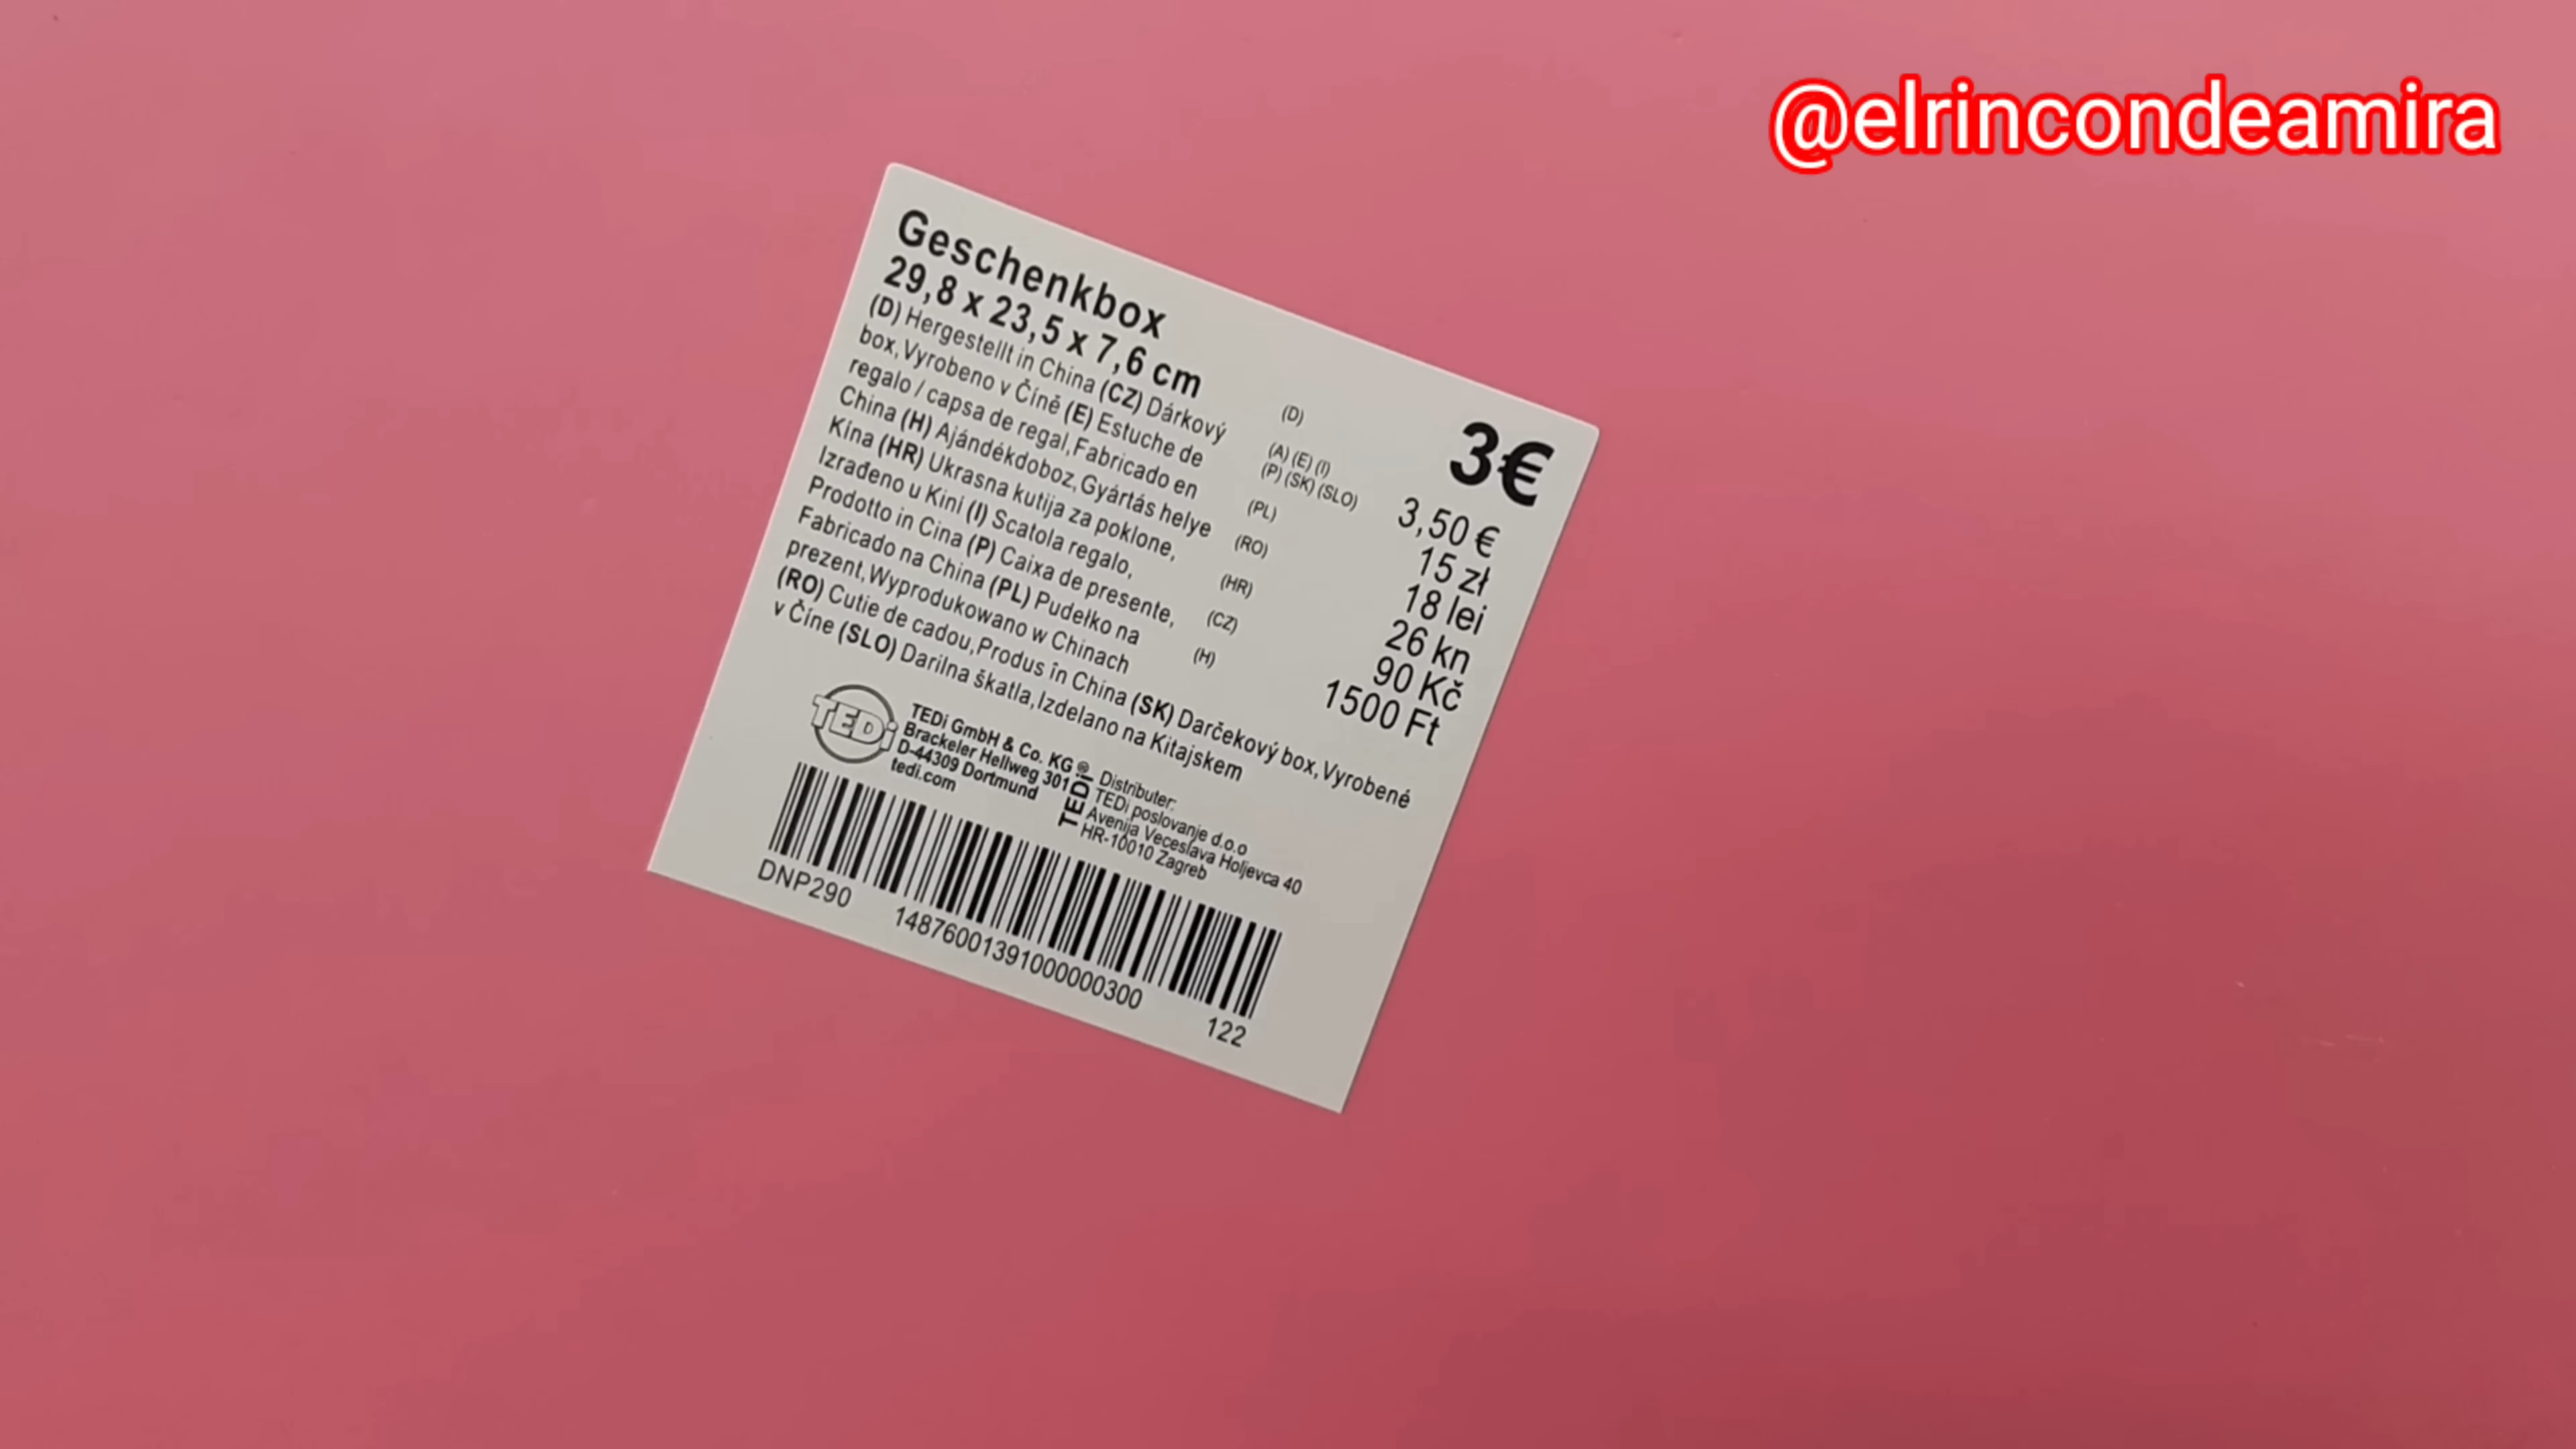 @elrincondeamira
Geschenkbox
29,8 x 23,5 x 7,6 cm
(D) Hergestellt in China (CZ) Dárkový
box,Vyrobeno v Číně (E) Estuche de
regalo / capsa de regal,Fabricado en
China (H) Ajándékdoboz,Gyártás helye
Kína (HR) Ukrasna kutija za poklone,
Izrađeno u Kini (I) Scatola regalo,
Prodotto in Cina (P) Caixa de presente,
Fabricado na China (PL) Pudełko na
prezent,Wyprodukowano w Chinach
(RO) Cutie de cadou,Produs în China (SK) Darčekový box,Vyrobené
v Číne (SLO) Darilna škatla,Izdelano na Kitajskem
(D) 3€
(A) (E) (I)
(P) (SK) (SLO) 3,50 €
(PL) 15 zł
(RO) 18 lei
(HR) 26 kn
(CZ) 90 Kč
(H) 1500 Ft
TEDi
TEDi GmbH & Co. KG
Brackeler Hellweg 301
D-44309 Dortmund
tedi.com
TEDi®
Distributer:
TEDi poslovanje d.o.o
Avenija Veceslava Holjevca 40
HR-10010 Zagreb
DNP290 14876001391000000300 122